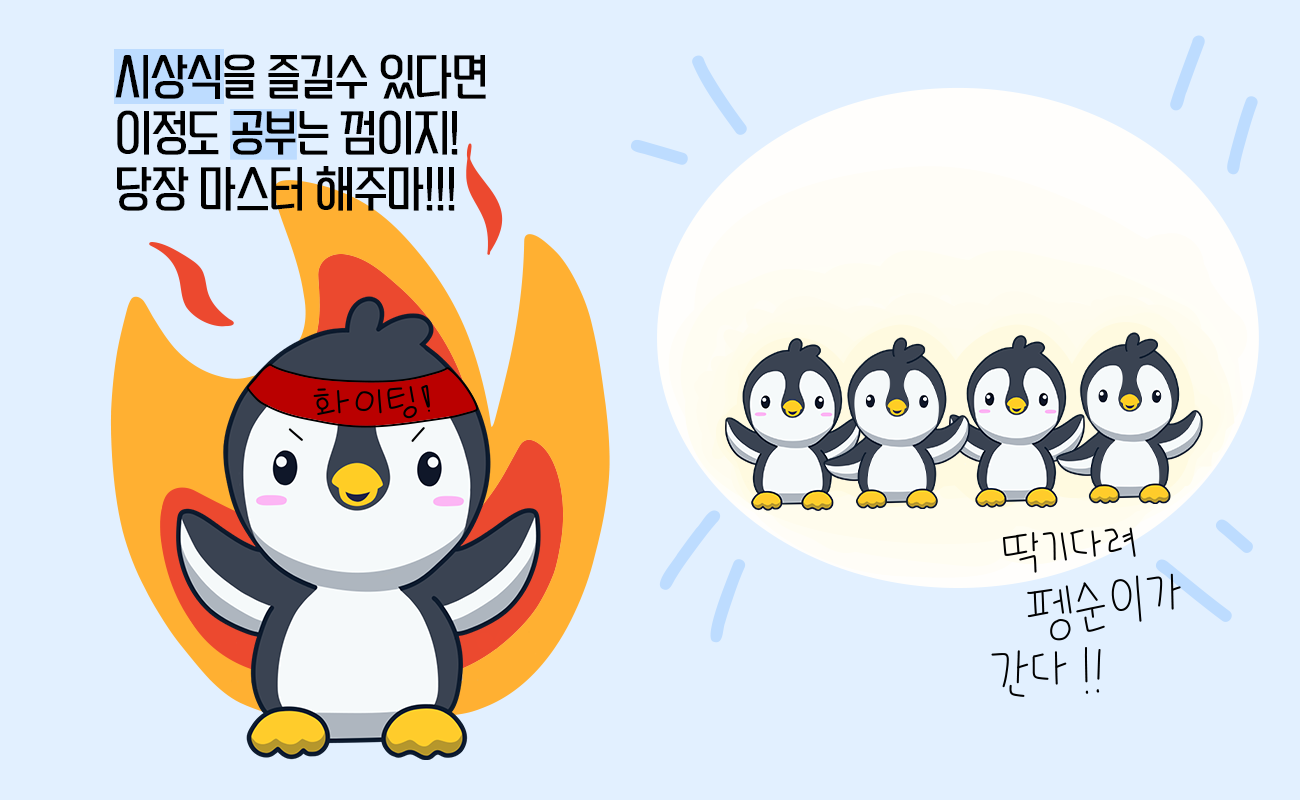 시상식을 즐길수 있다면
이정도 공부는 껌이지!
당장 마스터 해주마!!!
화이팅!
딱기다려
펭순이가
간다!!